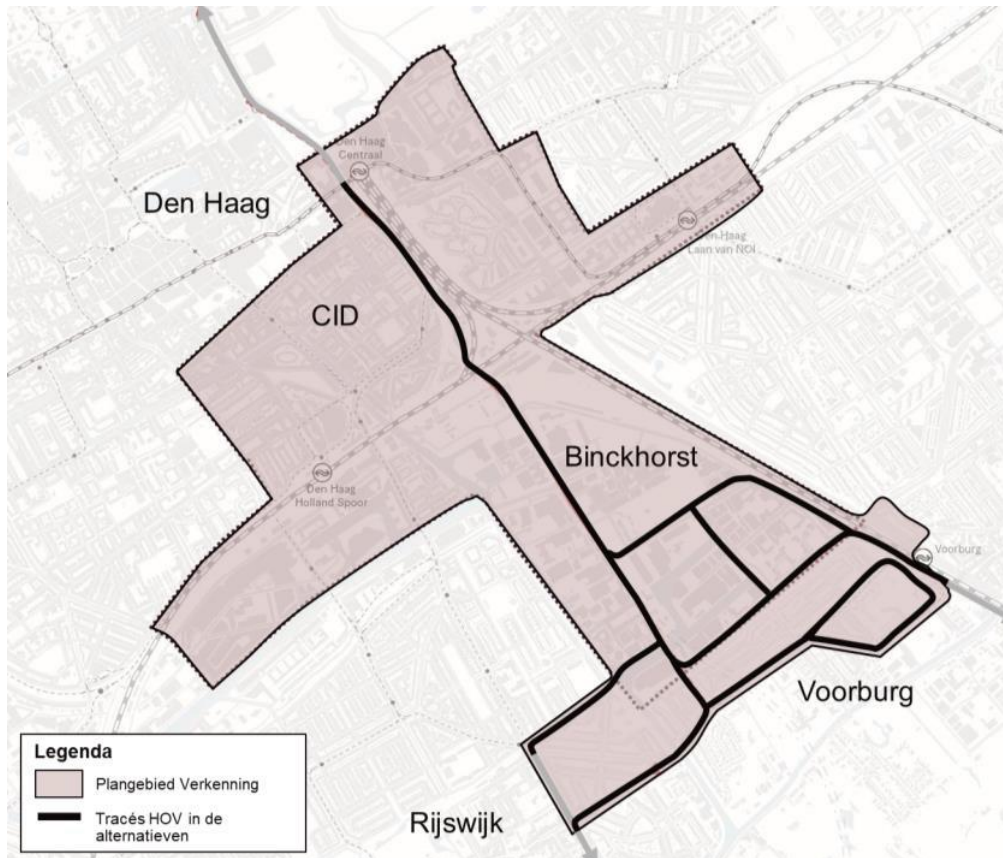 Den Haag
Centraal
Den Haag
Den Haag
Laan van NOI
CID
Binckhorst
Den Haag
Holland Spoor
Voorburg
Voorburg
Legenda
Plangebied Verkenning
Tracés HOV in de
alternatieven
Rijswijk